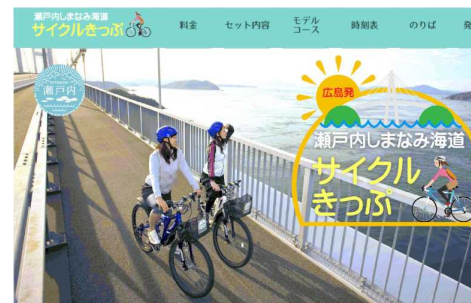 瀬戸内しまなみ海道
サイクルきっぷ
料金
セット内容
モデル
コース
時刻表
のりば
発
瀬戸内
広島発
瀬戸内しまなみ海道
サイクル
きっぷ